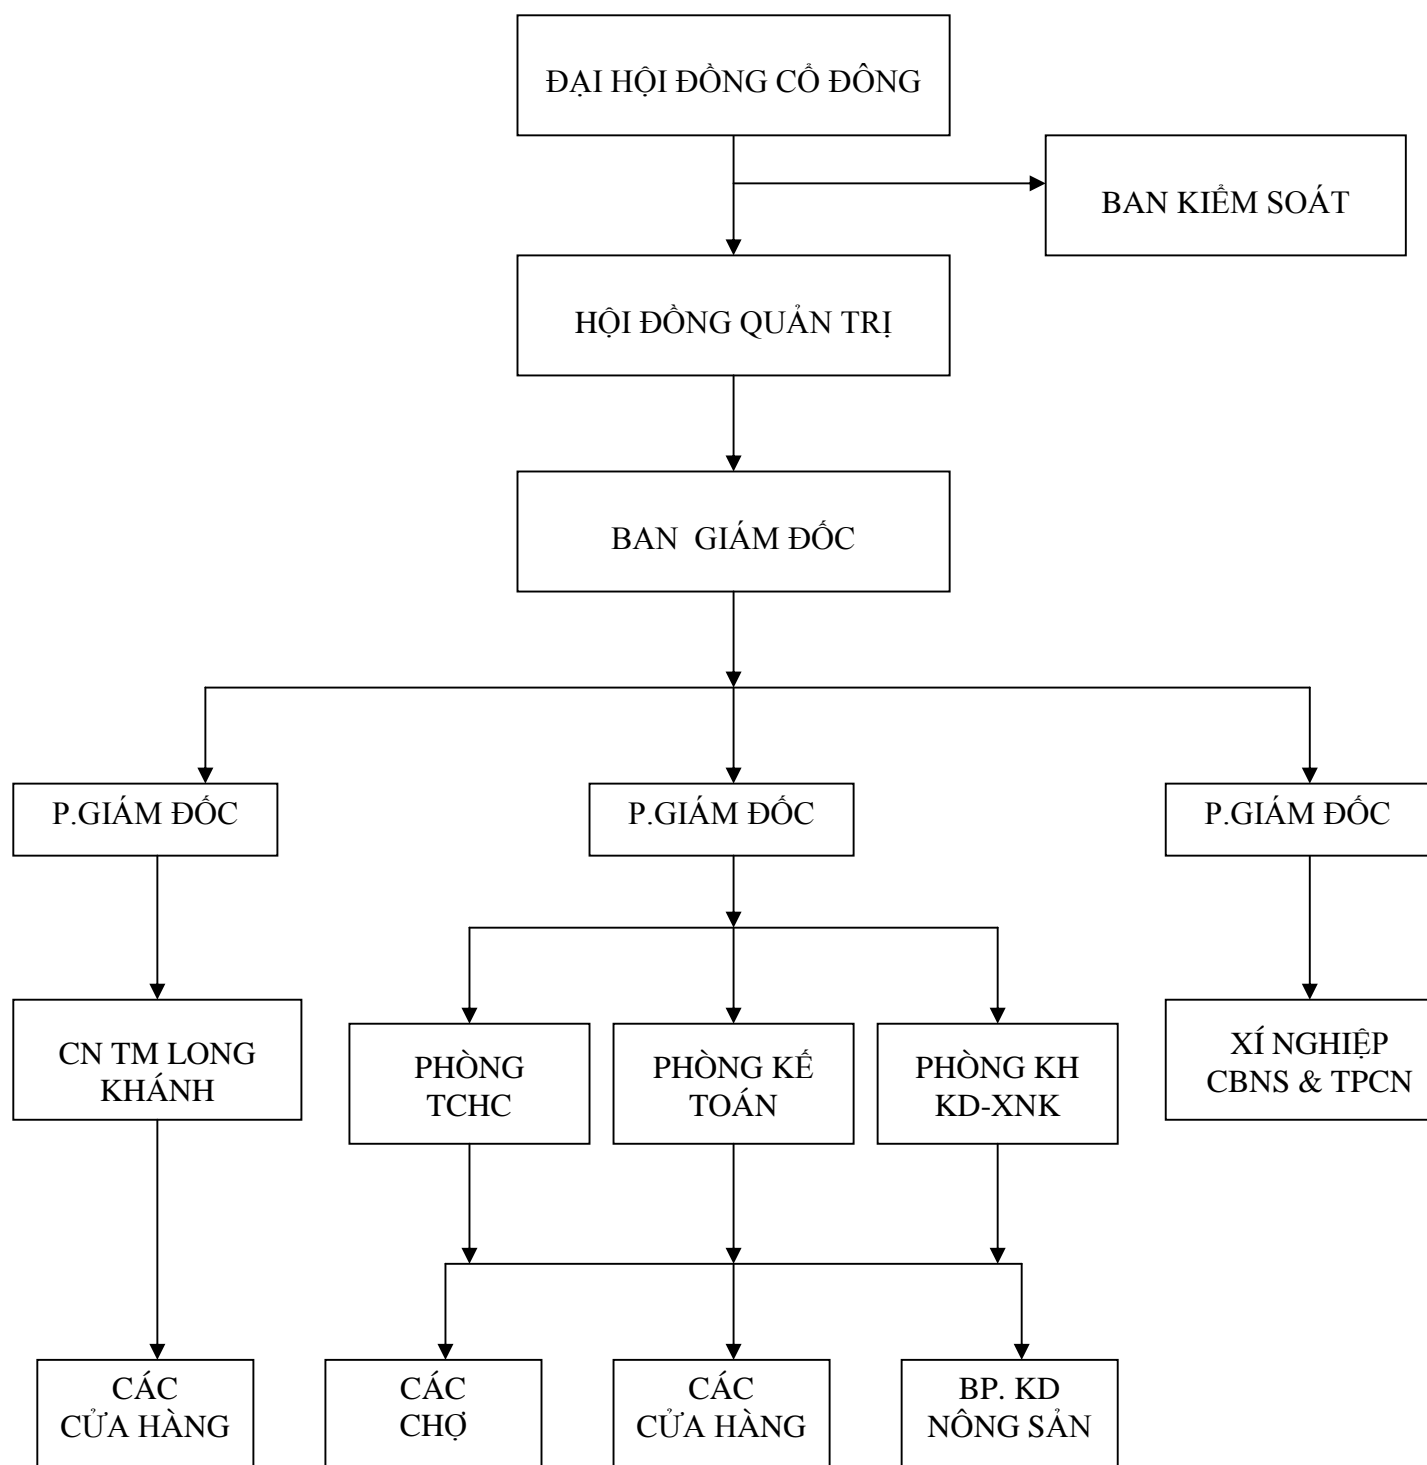 ĐẠI HỘI ĐỒNG CỔ ĐÔNG
BAN KIỂM SOÁT
HỘI ĐỒNG QUẢN TRỊ
BAN GIÁM ĐỐC
P.GIÁM ĐỐC
P.GIÁM ĐỐC
P.GIÁM ĐỐC
CN TM LONG
KHÁNH
PHÒNG
TCHC
PHÒNG KẾ
TOÁN
PHÒNG KH
KD-XNK
XÍ NGHIỆP
CBNS & TPCN
CÁC
CỬA HÀNG
CÁC
CHỢ
CÁC
CỬA HÀNG
BP. KD
NÔNG SẢN